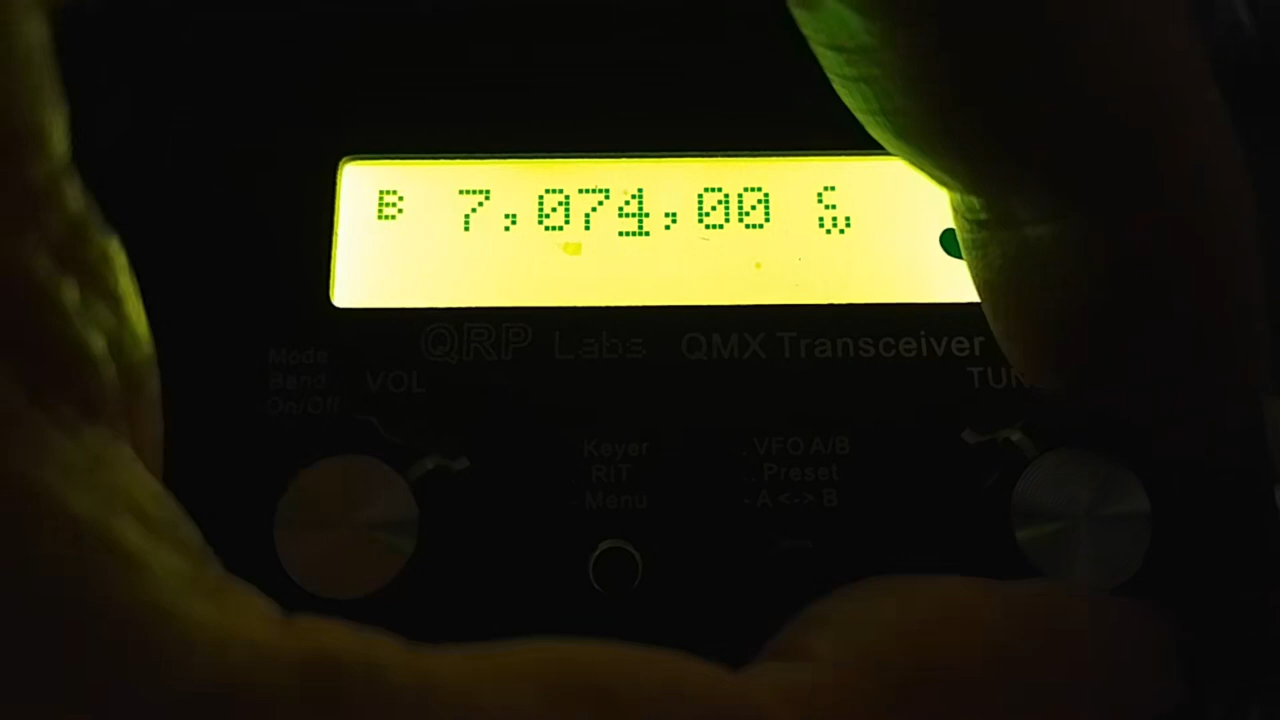 B 7,074,00
QRP Labs QMX Transceiver
Mode
Band
On/Off
VOL
TUN
Keyer
RIT
Menu
. VFO A/B
.. Preset
- A <-> B